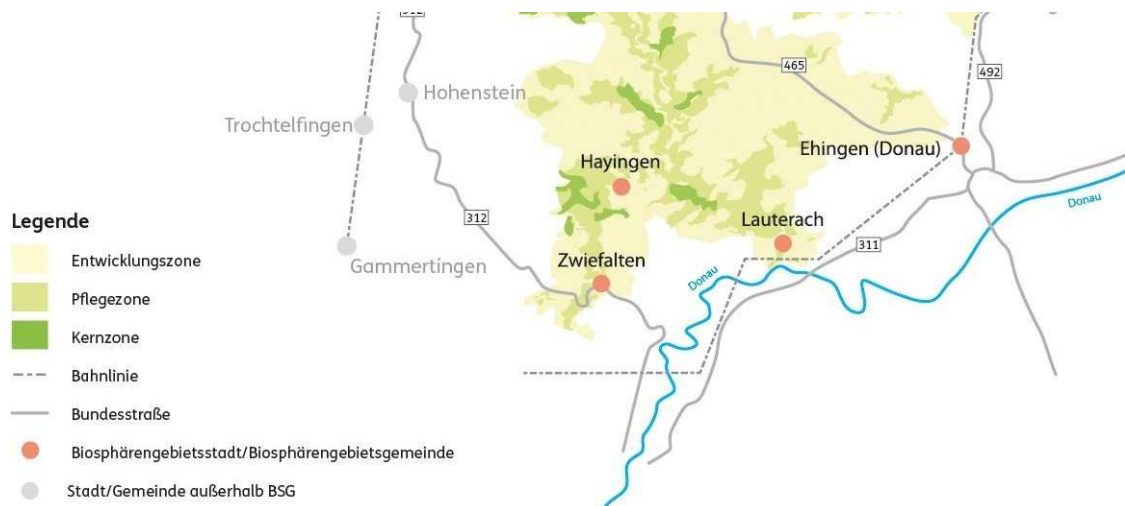 312
465
492
Hohenstein
Trochtelfingen
Ehingen (Donau)
Hayingen
Donau
Legende
312
Lauterach
311
Entwicklungszone
Gammertingen
Zwiefalten
Donau
Pflegezone
Kernzone
Bahnlinie
Bundesstraße
Biosphärengebietsstadt/Biosphärengebietsgemeinde
Stadt/Gemeinde außerhalb BSG